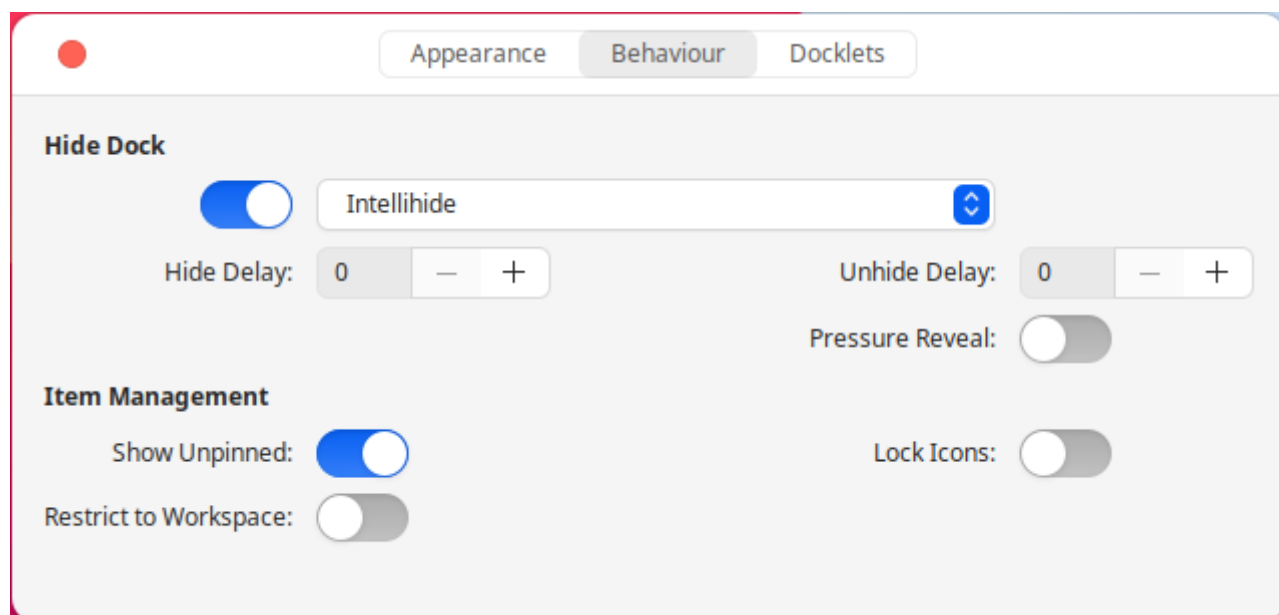 Appearance Behaviour Docklets
Hide Dock
Intellihide
Hide Delay: 0 — + Unhide Delay: 0 — +
Pressure Reveal:
Item Management
Show Unpinned: Lock Icons:
Restrict to Workspace: